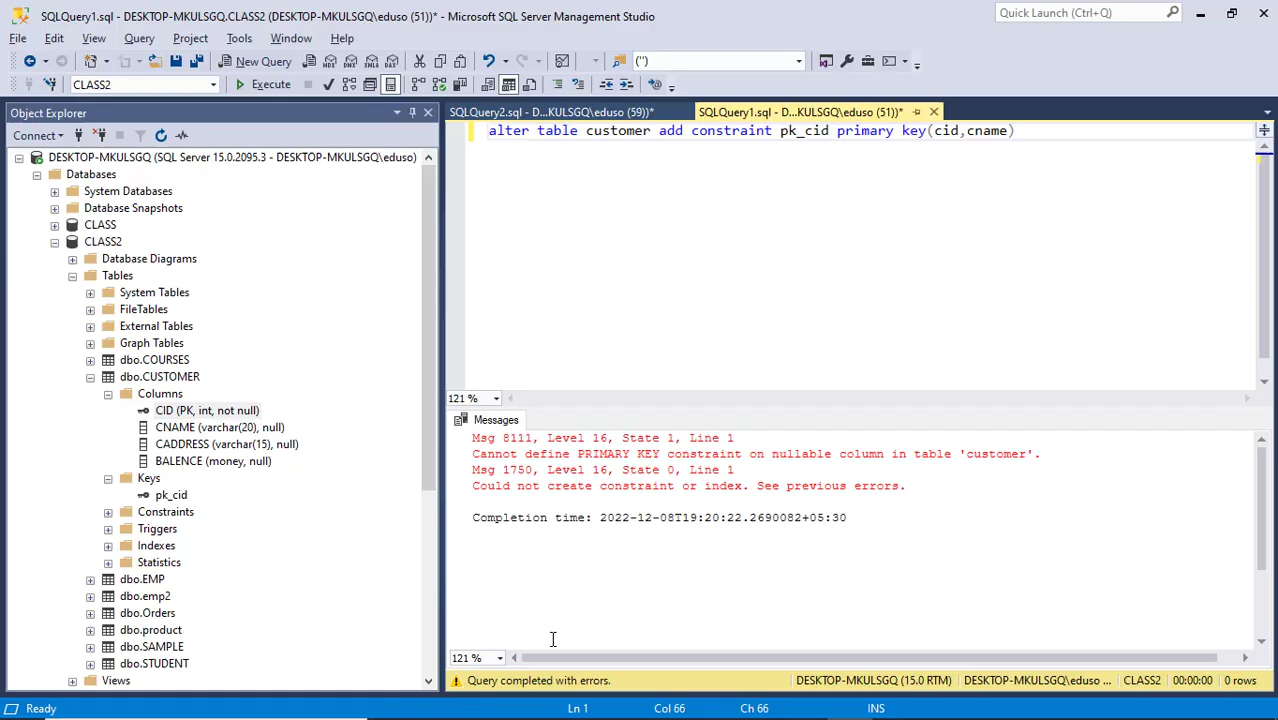 SQLQuery1.sql - DESKTOP-MKULSGQ.CLASS2 (DESKTOP-MKULSGQ\eduso (51))* - Microsoft SQL Server Management Studio
Quick Launch (Ctrl+Q)
File Edit View Query Project Tools Window Help
New Query
MDX DMX XMLA DAX
('')
CLASS2
Execute
Object Explorer
SQLQuery2.sql - D...KULSGQ\eduso (59))*
SQLQuery1.sql - D...KULSGQ\eduso (51))*
Connect
DESKTOP-MKULSGQ (SQL Server 15.0.2095.3 - DESKTOP-MKULSGQ\eduso)
Databases
System Databases
Database Snapshots
CLASS
CLASS2
Database Diagrams
Tables
System Tables
FileTables
External Tables
Graph Tables
dbo.COURSES
dbo.CUSTOMER
Columns
CID (PK, int, not null)
CNAME (varchar(20), null)
CADDRESS (varchar(15), null)
BALENCE (money, null)
Keys
pk_cid
Constraints
Triggers
Indexes
Statistics
dbo.EMP
dbo.emp2
dbo.Orders
dbo.product
dbo.SAMPLE
dbo.STUDENT
Views
alter table customer add constraint pk_cid primary key(cid,cname)
121 %
Messages
Msg 8111, Level 16, State 1, Line 1
Cannot define PRIMARY KEY constraint on nullable column in table 'customer'.
Msg 1750, Level 16, State 0, Line 1
Could not create constraint or index. See previous errors.
Completion time: 2022-12-08T19:20:22.2690082+05:30
121 %
Query completed with errors.
DESKTOP-MKULSGQ (15.0 RTM)
DESKTOP-MKULSGQ\eduso ...
CLASS2
00:00:00
0 rows
Ready
Ln 1
Col 66
Ch 66
INS